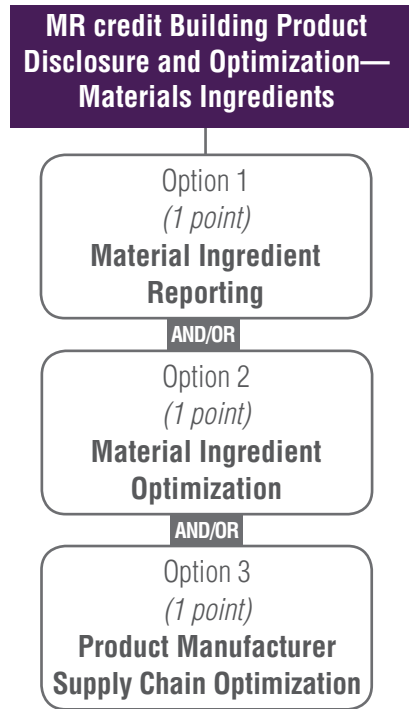 MR credit Building Product
Disclosure and Optimization—
Materials Ingredients
Option 1
(1 point)
Material Ingredient
Reporting
AND/OR
Option 2
(1 point)
Material Ingredient
Optimization
AND/OR
Option 3
(1 point)
Product Manufacturer
Supply Chain Optimization